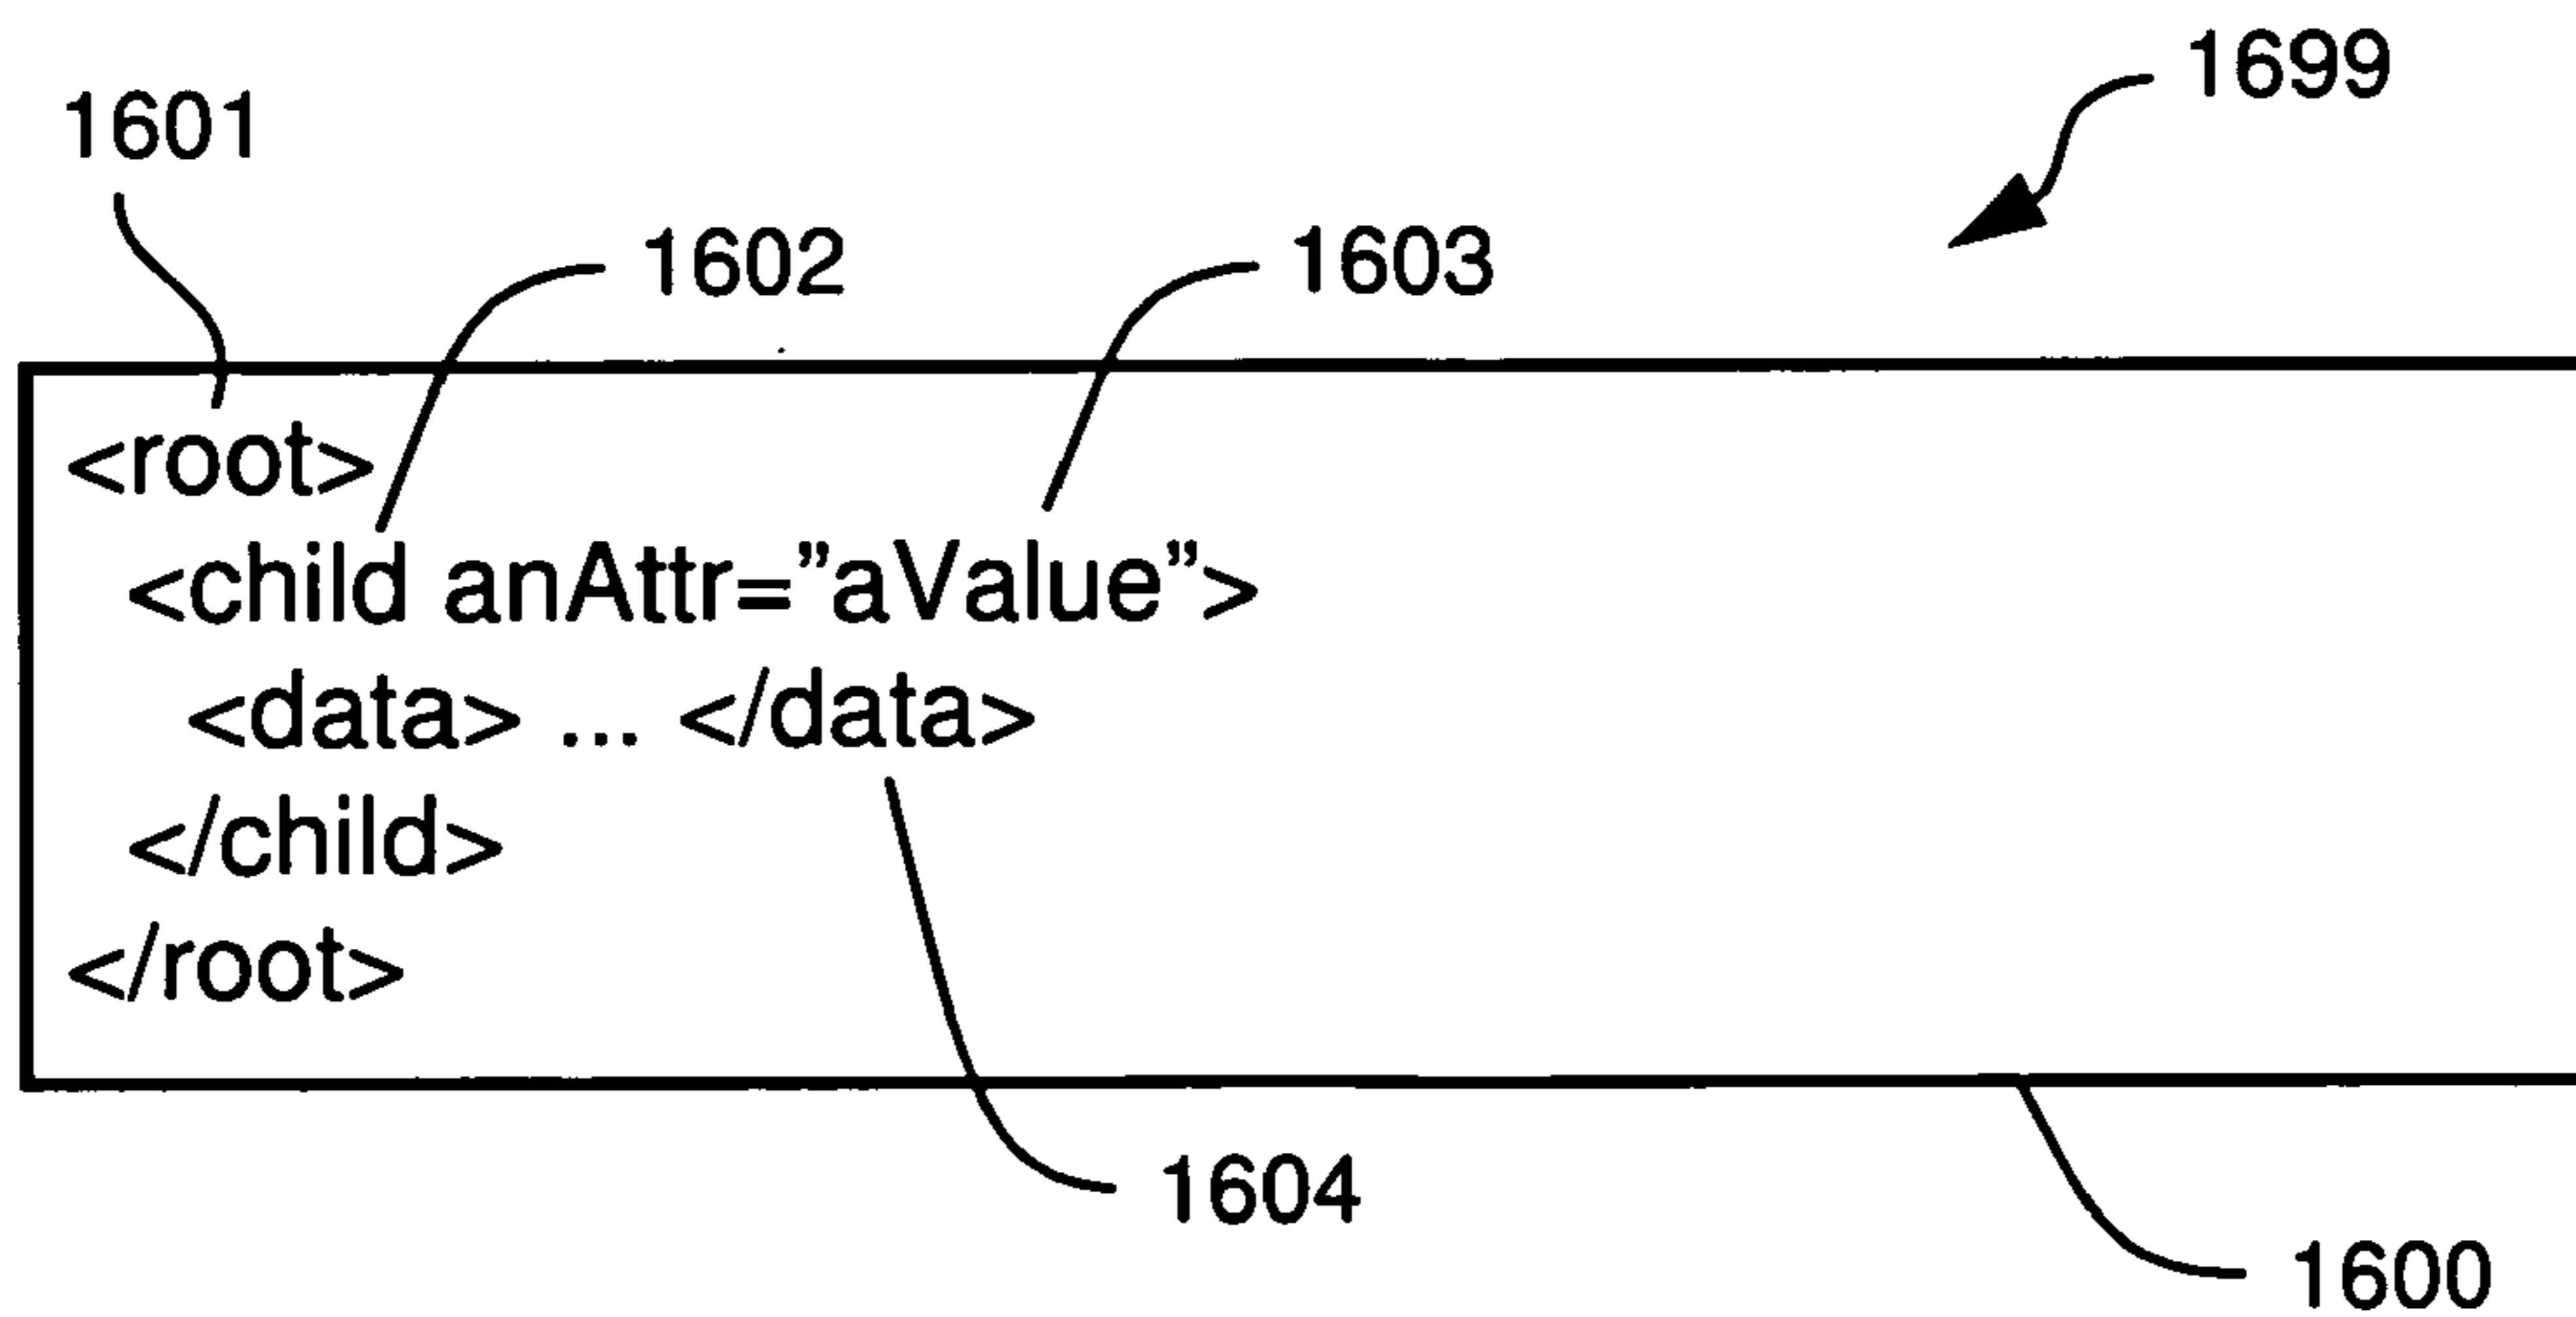 1699
1601
1602
1603
<root>
<child anAttr=”aValue”>
<data> ... </data>
</child>
</root>
1604
1600